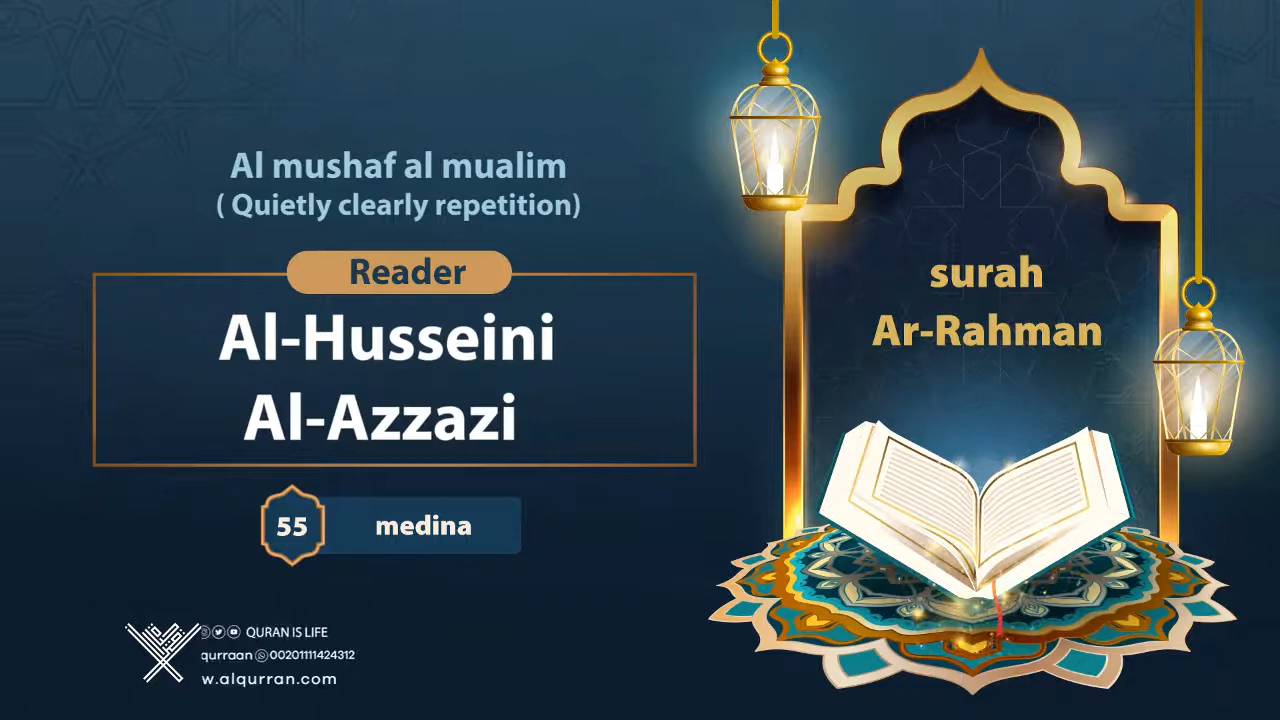 Al mushaf al mualim
( Quietly clearly repetition)
Reader
Al-Husseini
Al-Azzazi
55 medina
surah
Ar-Rahman
QURAN IS LIFE
qurraan 00201111424312
w.alqurran.com